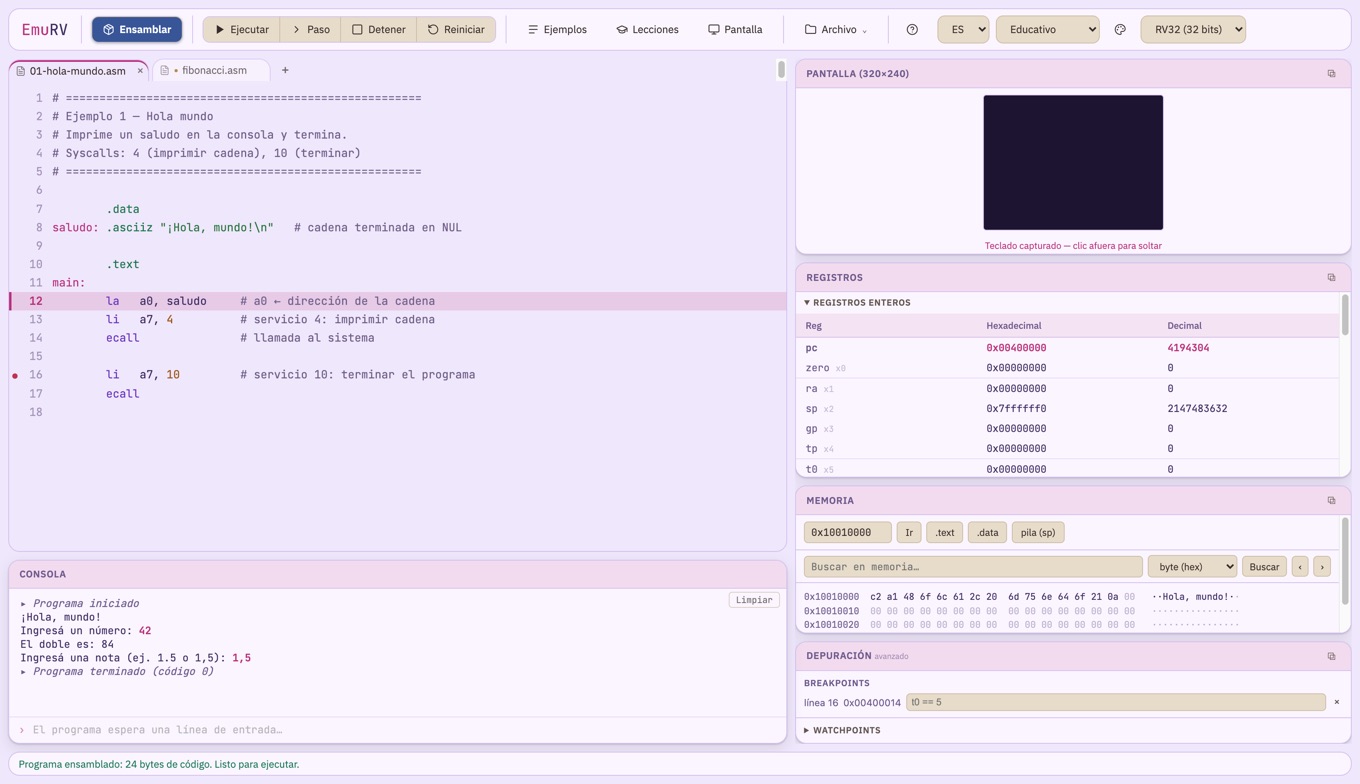 EmuRV Ensamblar Ejecutar Paso Detener Reiniciar Ejemplos Lecciones Pantalla Archivo ES Educativo RV32 (32 bits)
01-hola-mundo.asm × • fibonacci.asm +
1 # =====================================================
2 # Ejemplo 1 — Hola mundo
3 # Imprime un saludo en la consola y termina.
4 # Syscalls: 4 (imprimir cadena), 10 (terminar)
5 # =====================================================
6
7 .data
8 saludo: .asciiz "¡Hola, mundo!\n" # cadena terminada en NUL
9
10 .text
11 main:
12 la a0, saludo # a0 ← dirección de la cadena
13 li a7, 4 # servicio 4: imprimir cadena
14 ecall # llamada al sistema
15
16 li a7, 10 # servicio 10: terminar el programa
17 ecall
18
CONSOLA
Limpiar
▸ Programa iniciado
¡Hola, mundo!
Ingresá un número: 42
El doble es: 84
Ingresá una nota (ej. 1.5 o 1,5): 1,5
▸ Programa terminado (código 0)
› El programa espera una línea de entrada…
PANTALLA (320×240)
Teclado capturado — clic afuera para soltar
REGISTROS
▼ REGISTROS ENTEROS
Reg Hexadecimal Decimal
pc 0x00400000 4194304
zero x0 0x00000000 0
ra x1 0x00000000 0
sp x2 0x7ffffff0 2147483632
gp x3 0x00000000 0
tp x4 0x00000000 0
t0 x5 0x00000000 0
MEMORIA
0x10010000 Ir .text .data pila (sp)
Buscar en memoria… byte (hex) Buscar ‹ ›
0x10010000 c2 a1 48 6f 6c 61 2c 20 6d 75 6e 64 6f 21 0a 00 ··Hola, mundo!··
0x10010010 00 00 00 00 00 00 00 00 00 00 00 00 00 00 00 00 ················
0x10010020 00 00 00 00 00 00 00 00 00 00 00 00 00 00 00 00 ················
DEPURACIÓN avanzado
BREAKPOINTS
línea 16 0x00400014 t0 == 5 ×
▶ WATCHPOINTS
Programa ensamblado: 24 bytes de código. Listo para ejecutar.